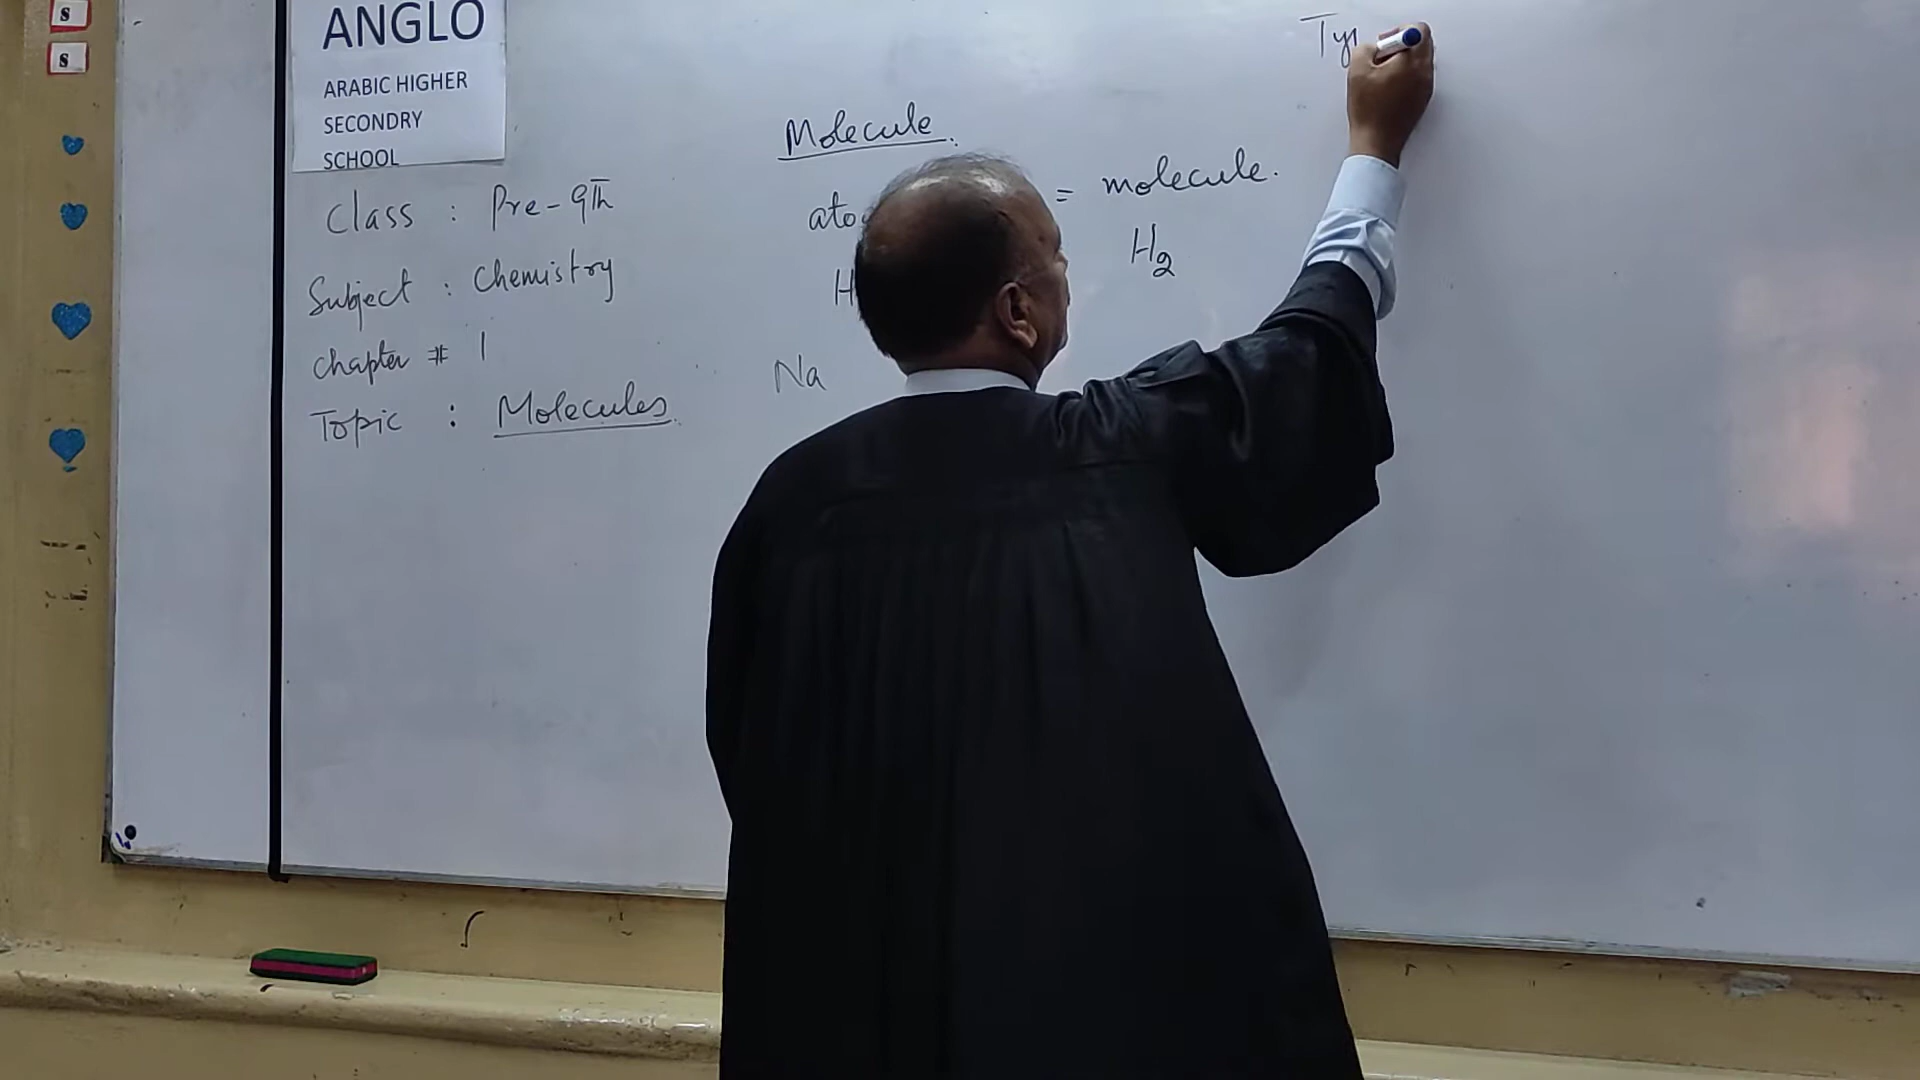 S
S
ANGLO
ARABIC HIGHER
SECONDRY
SCHOOL
Class : Pre-9th
Subject : Chemistry
Chapter # 1
Topic : Molecules.
Molecule.
= molecule.
H
H2
Na